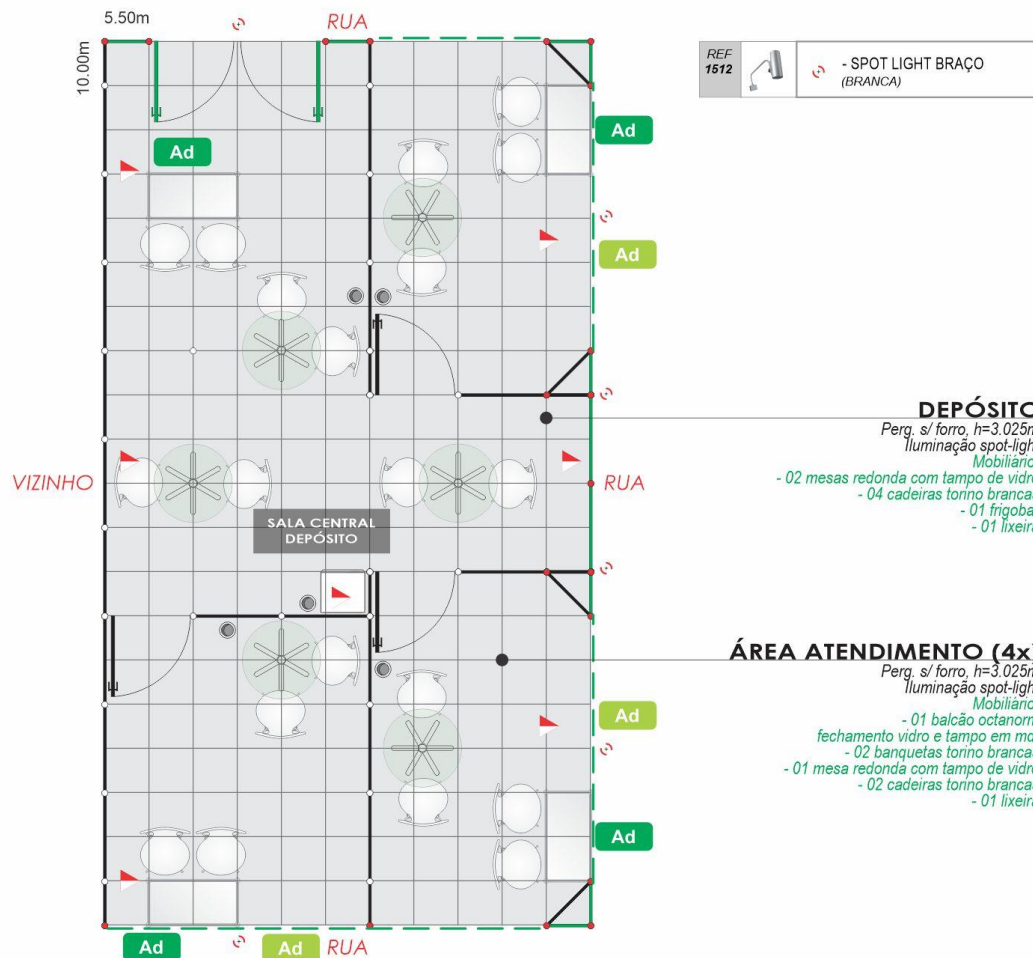 5.50m
RUA
10.00m
REF
1512
- SPOT LIGHT BRAÇO
(BRANCA)
Ad
Ad
Ad
DEPÓSITO
Perg. s/ forro, h=3.025m
Iluminação spot-ligh
Mobiliário
- 02 mesas redonda com tampo de vidro
- 04 cadeiras torino branca
- 01 frigoba
- 01 lixeira
VIZINHO
RUA
SALA CENTRAL
DEPÓSITO
ÁREA ATENDIMENTO (4x)
Perg. s/ forro, h=3.025m
Iluminação spot-ligh
Mobiliário
- 01 balcão octanorm
fechamento vidro e tampo em md
- 02 banquetas torino branca
- 01 mesa redonda com tampo de vidro
- 02 cadeiras torino branca
- 01 lixeira
Ad
Ad
Ad
Ad
RUA